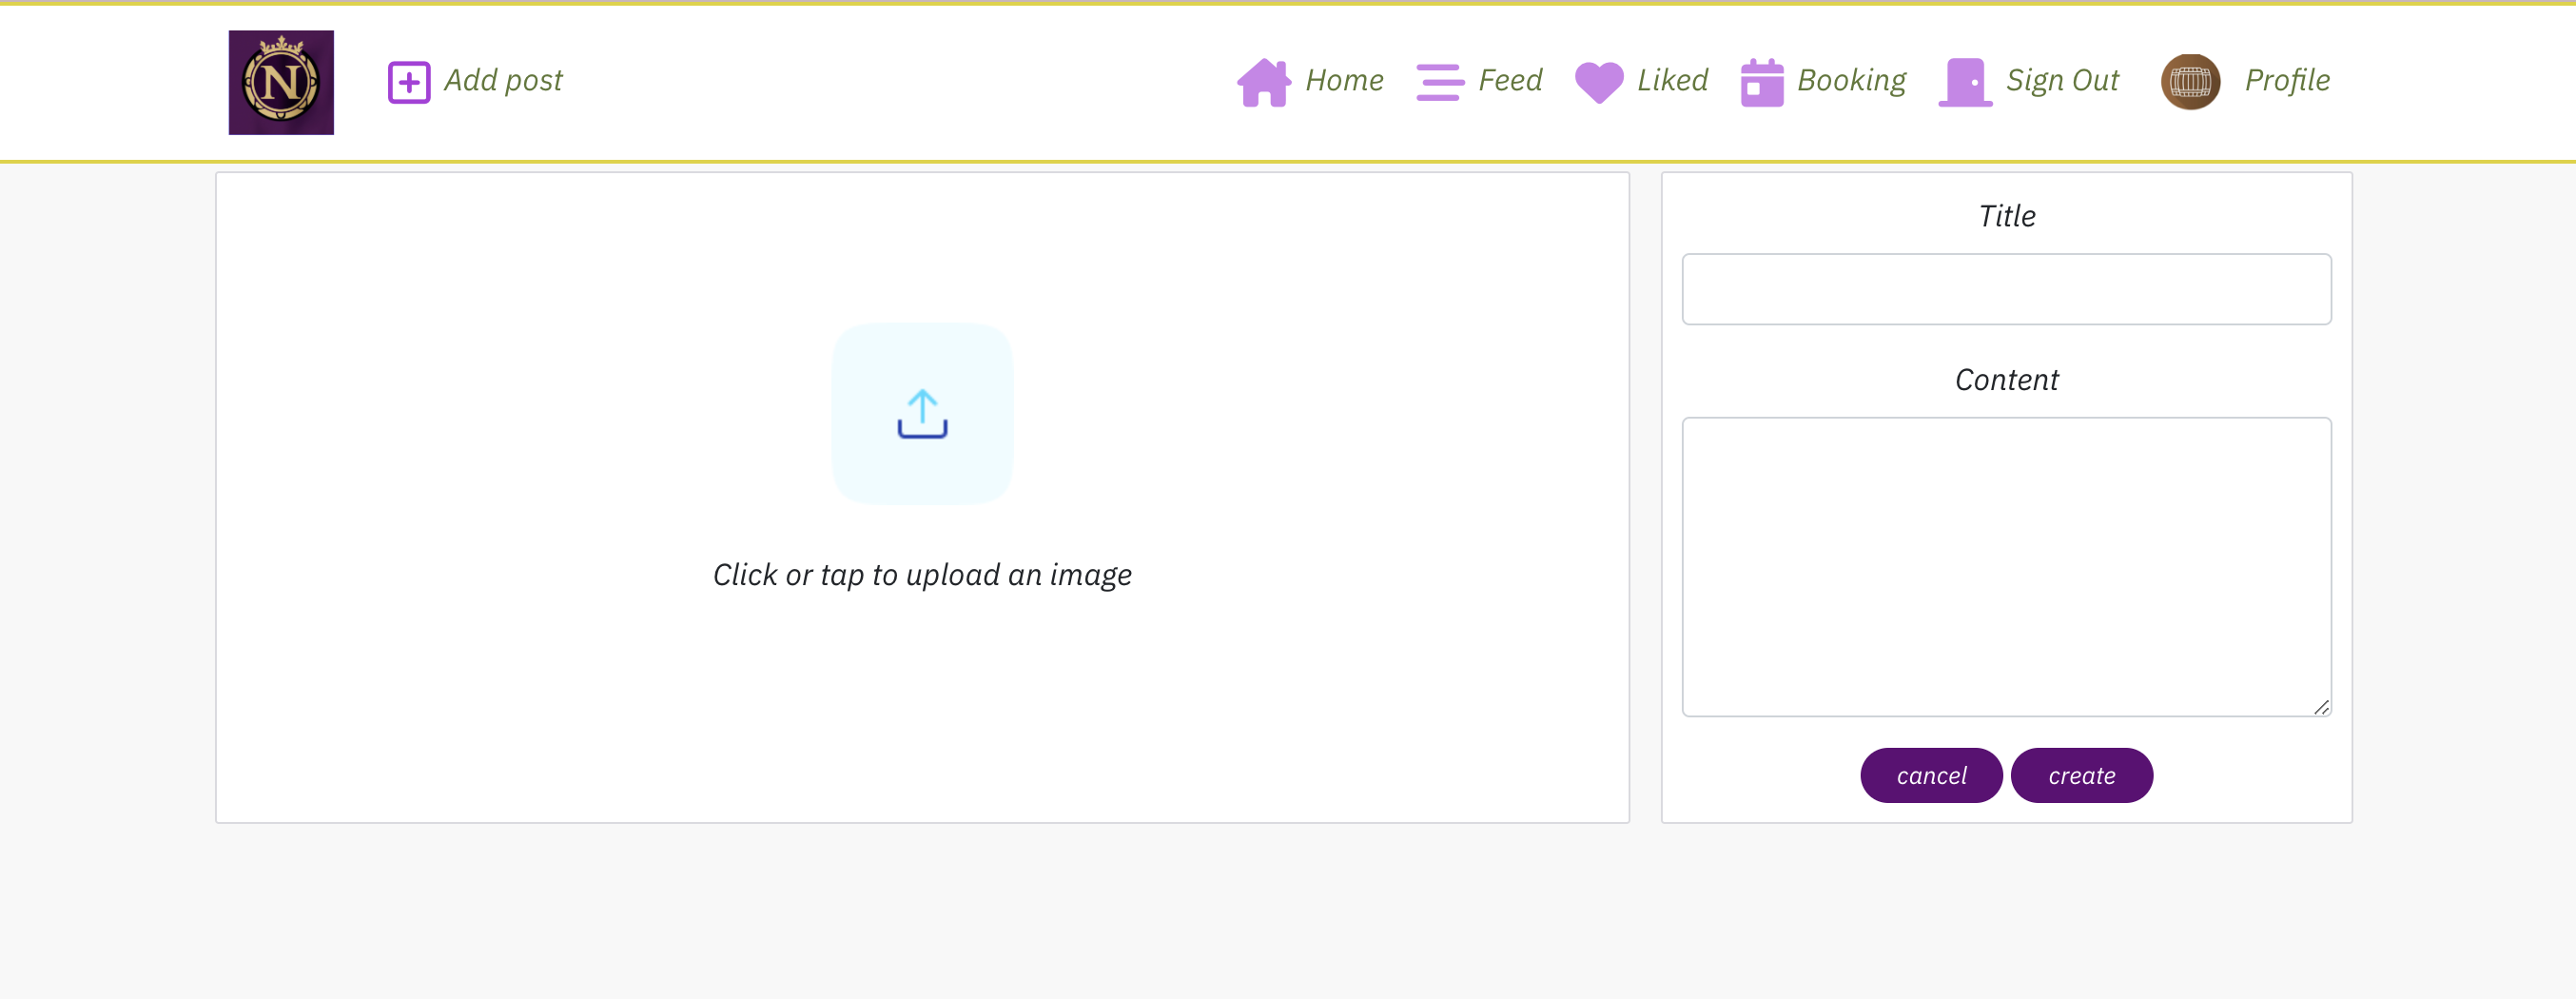 N
Add post
Home
Feed
Liked
Booking
Sign Out
Profile
Click or tap to upload an image
Title
Content
cancel
create